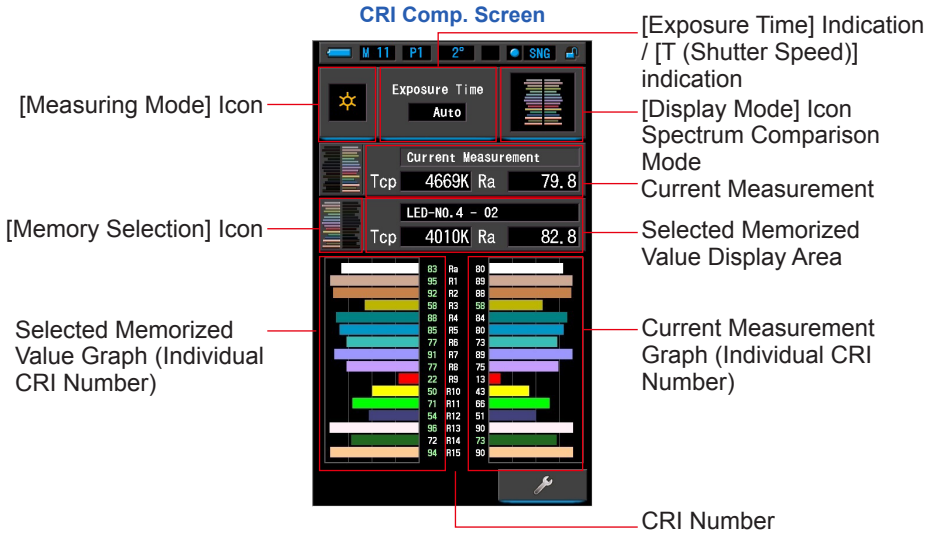 CRI Comp. Screen
[Exposure Time] Indication
/ [T (Shutter Speed)]
indication
[Measuring Mode] Icon
[Display Mode] Icon
Spectrum Comparison
Mode
Current Measurement
[Memory Selection] Icon
Selected Memorized
Value Display Area
Selected Memorized
Value Graph (Individual
CRI Number)
Current Measurement
Graph (Individual CRI
Number)
CRI Number
M 11 P1 2° SNG
Exposure Time
Auto
Current Measurement
Tcp 4669K Ra 79.8
LED-NO.4 - 02
Tcp 4010K Ra 82.8
83 Ra 80
95 R1 89
92 R2 88
58 R3 58
88 R4 84
85 R5 80
77 R6 73
91 R7 89
77 R8 75
22 R9 13
50 R10 43
71 R11 66
54 R12 51
96 R13 90
72 R14 73
94 R15 90